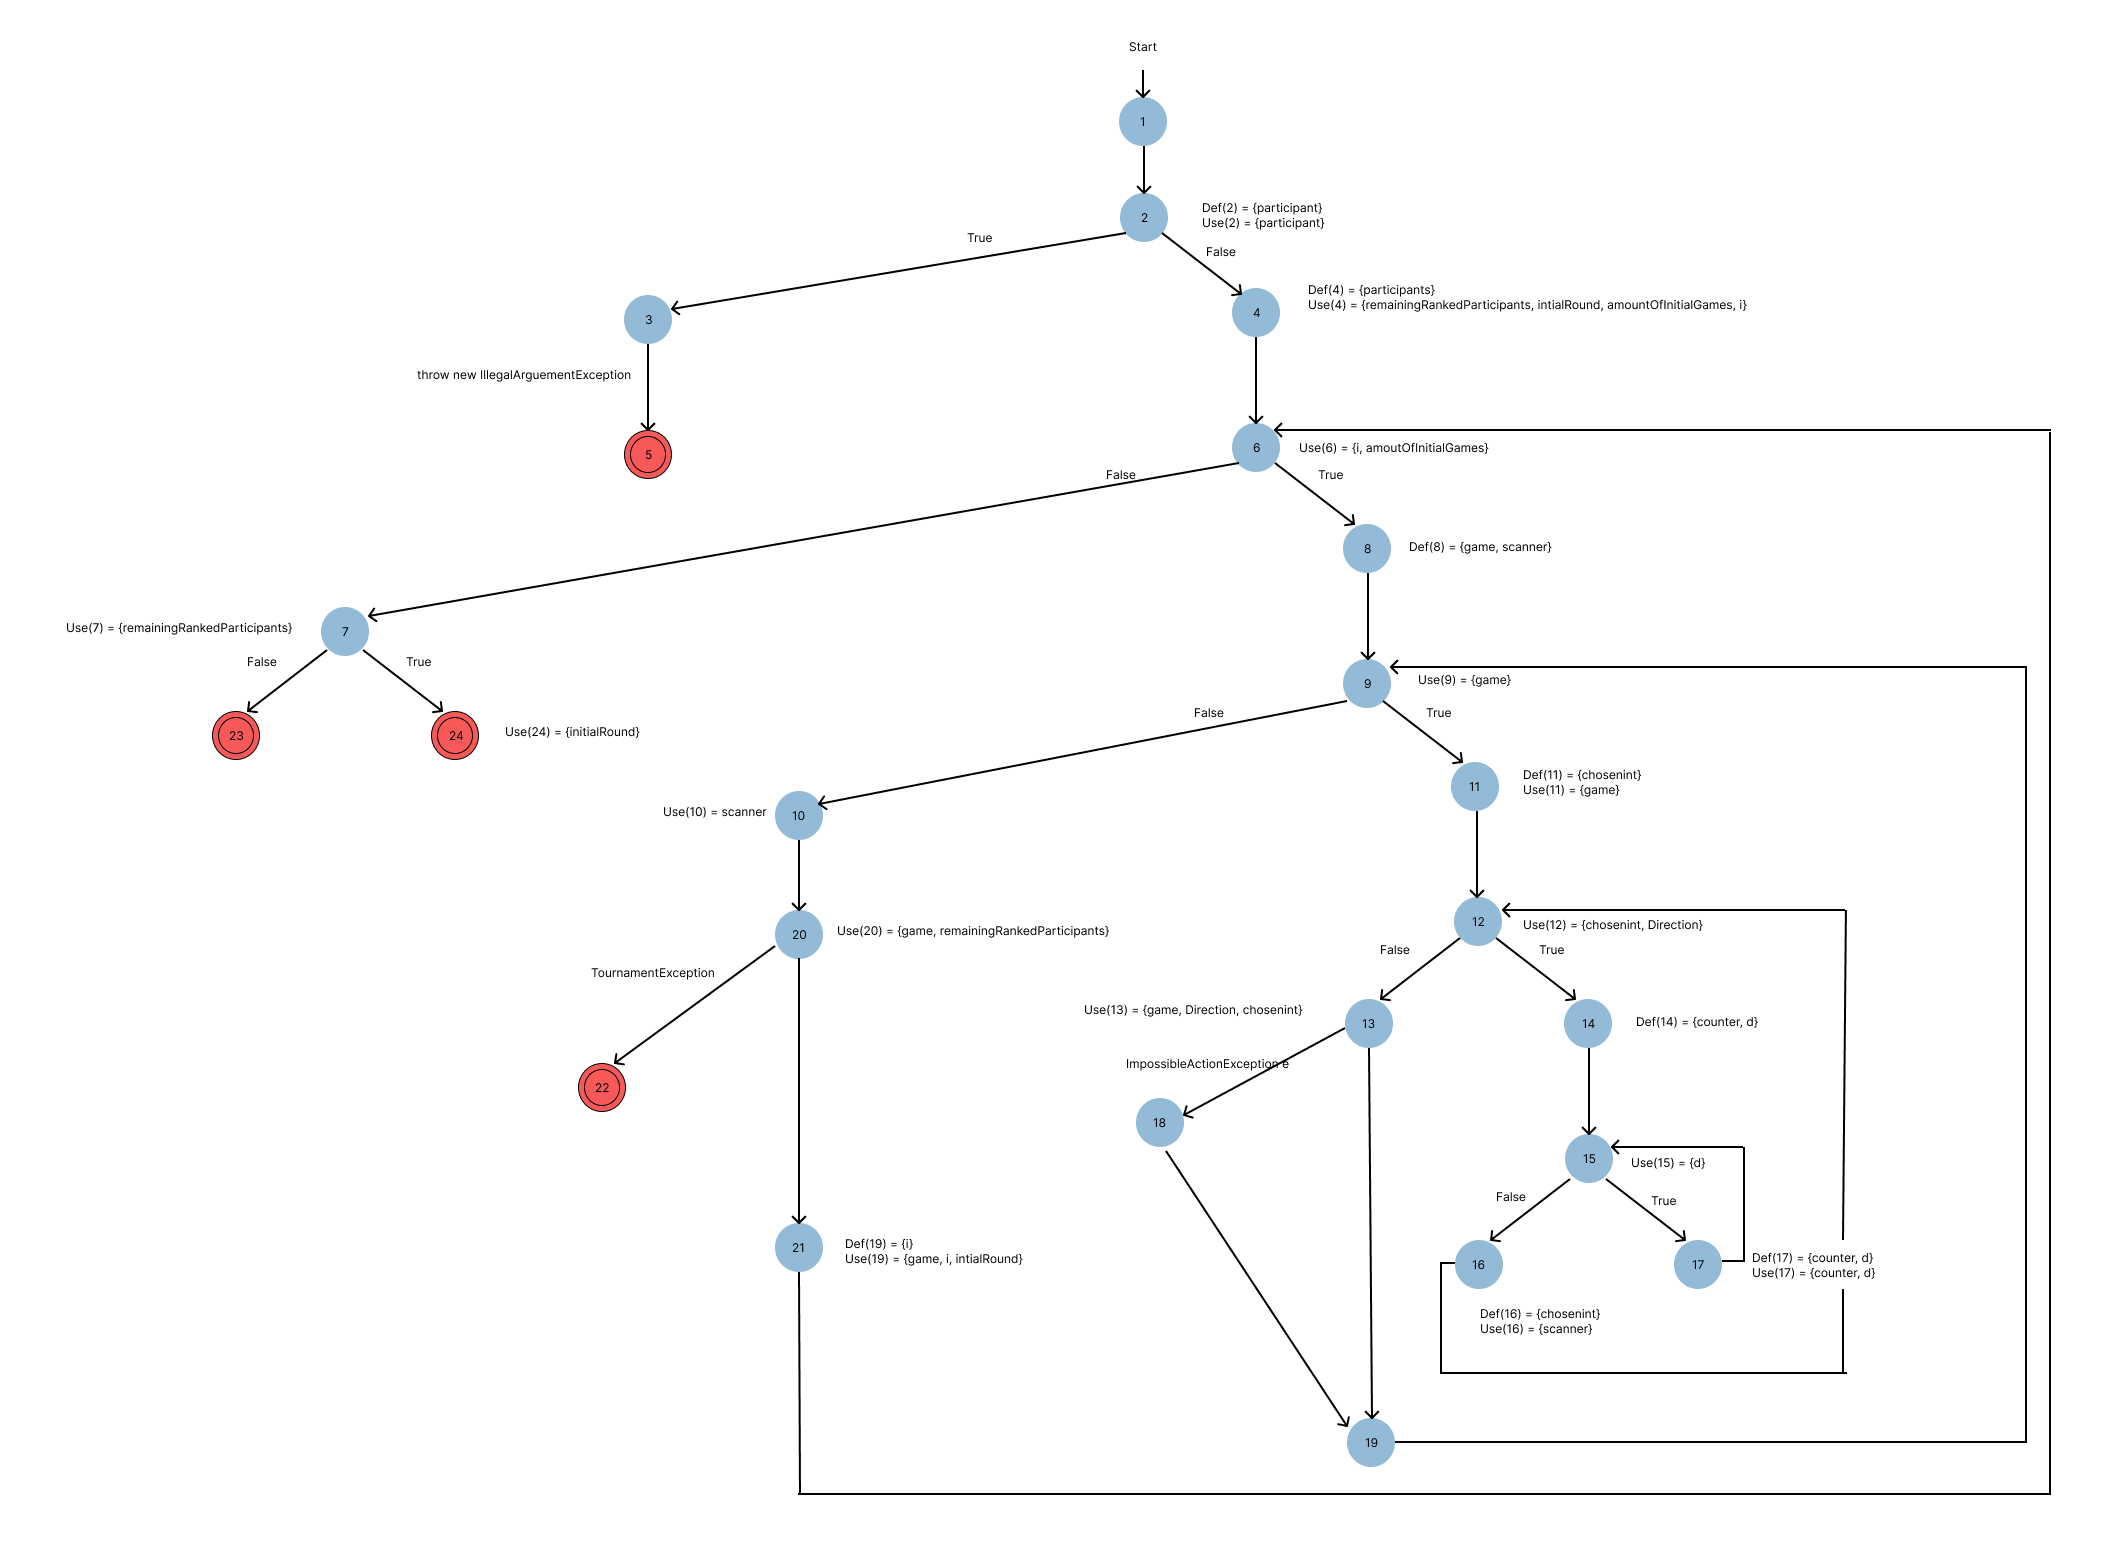 Start
1
2
Def(2) = {participant}
Use(2) = {participant}
True
False
3
4
Def(4) = {participants}
Use(4) = {remainingRankedParticipants, intialRound, amountOfInitialGames, i}
throw new IllegalArguementException
5
6
Use(6) = {i, amoutOfInitialGames}
False
True
8
Def(8) = {game, scanner}
Use(7) = {remainingRankedParticipants}
7
False
True
9
Use(9) = {game}
23
24
Use(24) = {initialRound}
False
True
11
Def(11) = {chosenint}
Use(11) = {game}
Use(10) = scanner
10
12
Use(12) = {chosenint, Direction}
20
Use(20) = {game, remainingRankedParticipants}
False
True
TournamentException
Use(13) = {game, Direction, chosenint}
13
14
Def(14) = {counter, d}
ImpossibleActionException e
22
18
15
Use(15) = {d}
False
True
21
Def(19) = {i}
Use(19) = {game, i, intialRound}
16
17
Def(17) = {counter, d}
Use(17) = {counter, d}
Def(16) = {chosenint}
Use(16) = {scanner}
19